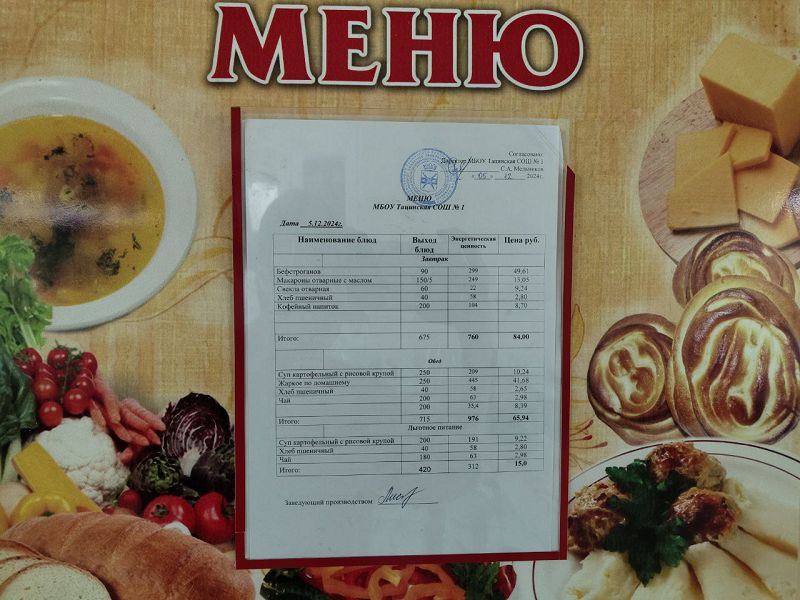 МЕНЮ
Согласовано:
Директор МБОУ Тацинская СОШ № 1
С.А. Мельников
« 05 » 12 2024г.
МЕНЮ
МБОУ Тацинская СОШ № 1
Дата 5.12.2024г.
Наименование блюд Выход блюд Энергетическая ценность Цена руб.
Завтрак
Бефстроганов 90 299 49,61
Макароны отварные с маслом 150/5 249 13,05
Свекла отварная 60 22 9,24
Хлеб пшеничный 40 58 2,80
Кофейный напиток 200 104 8,70
Итого: 675 760 84,00
Обед
Суп картофельный с рисовой крупой 250 209 10,24
Жаркое по домашнему 250 445 41,68
Хлеб пшеничный 40 58 2,65
Чай 200 63 2,98
200 35,4 8,39
Итого: 715 976 65,94
Льготное питание
Суп картофельный с рисовой крупой 200 191 9,22
Хлеб пшеничный 40 58 2,80
Чай 180 63 2,98
Итого: 420 312 15,0
Заведующий производством